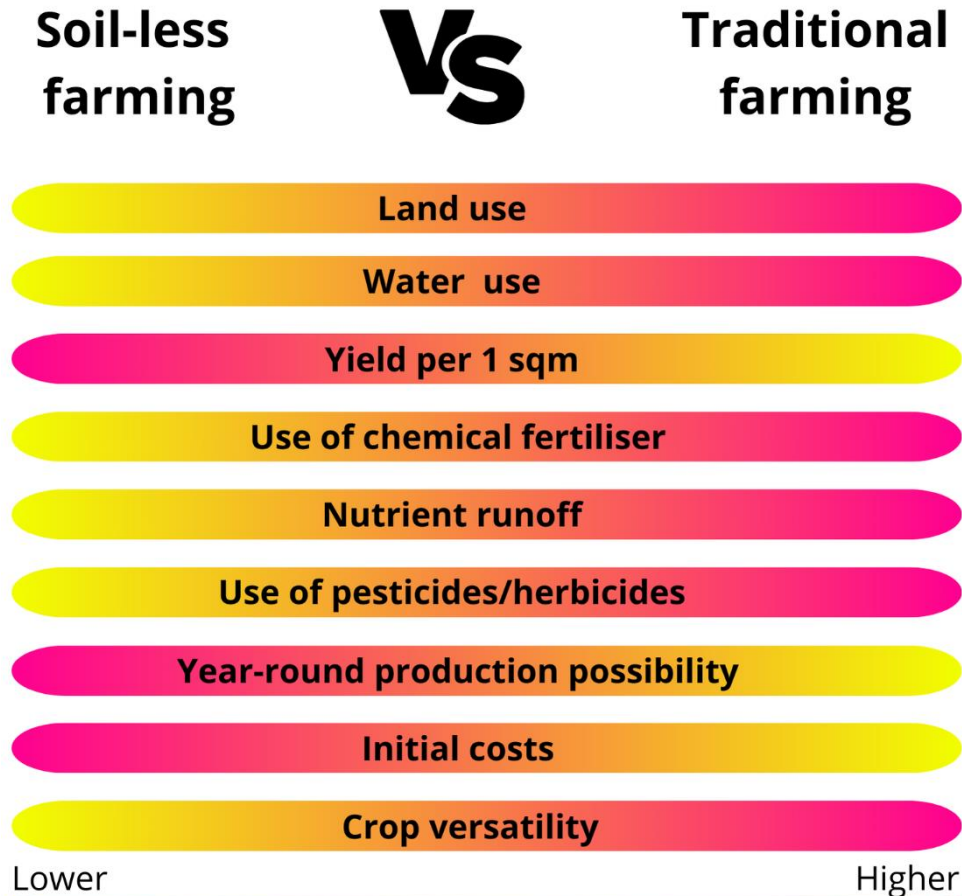 Soil-less
farming
VS
Traditional
farming
Land use
Water use
Yield per 1 sqm
Use of chemical fertiliser
Nutrient runoff
Use of pesticides/herbicides
Year-round production possibility
Initial costs
Crop versatility
Lower
Higher